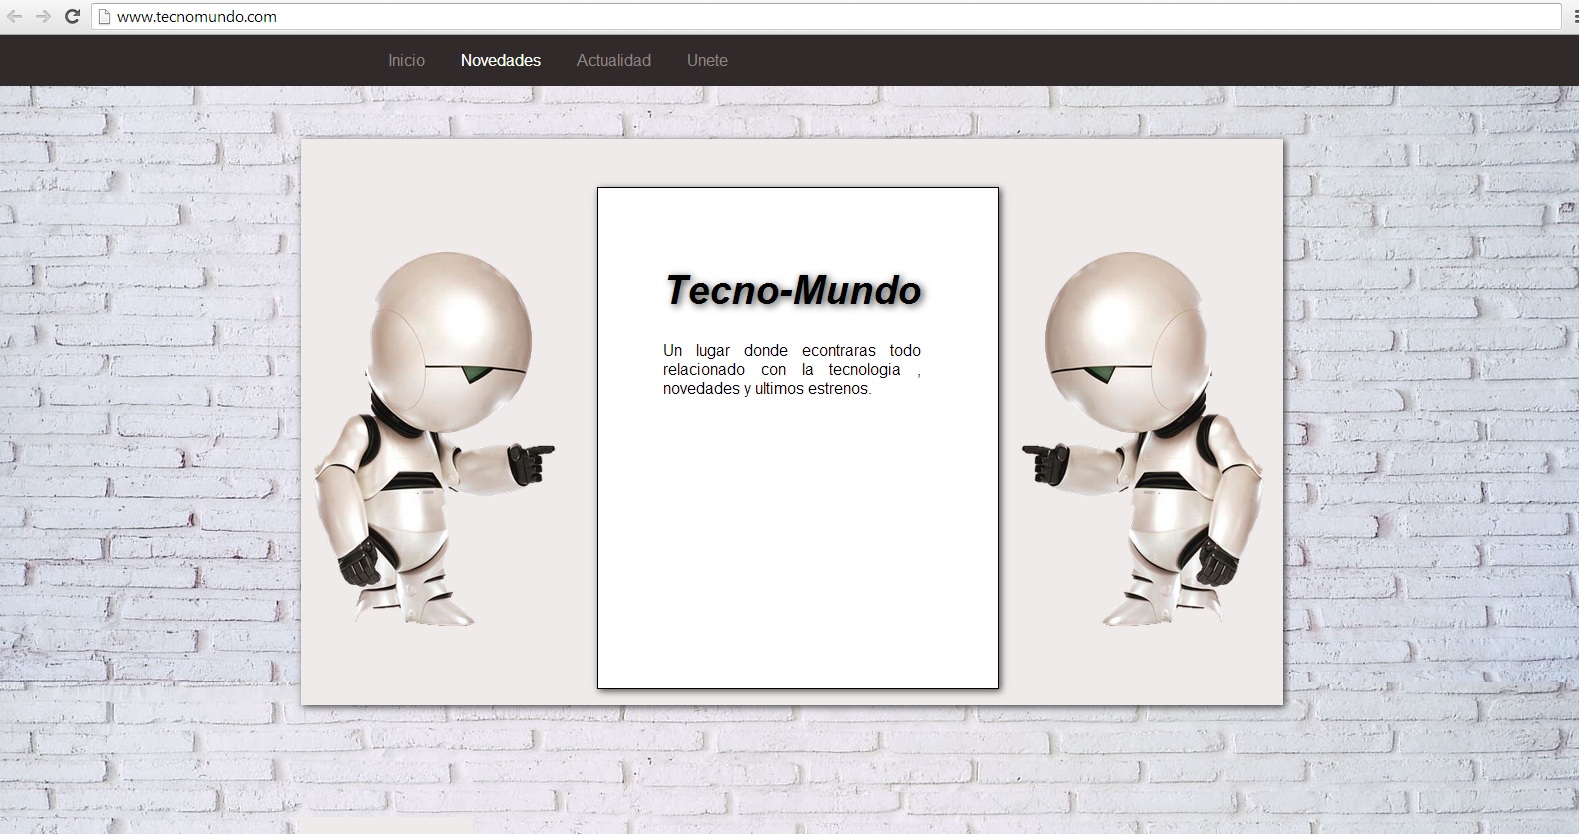 www.tecnomundo.com
Inicio Novedades Actualidad Unete
Tecno-Mundo
Un lugar donde econtraras todo
relacionado con la tecnologia ,
novedades y ultimos estrenos.